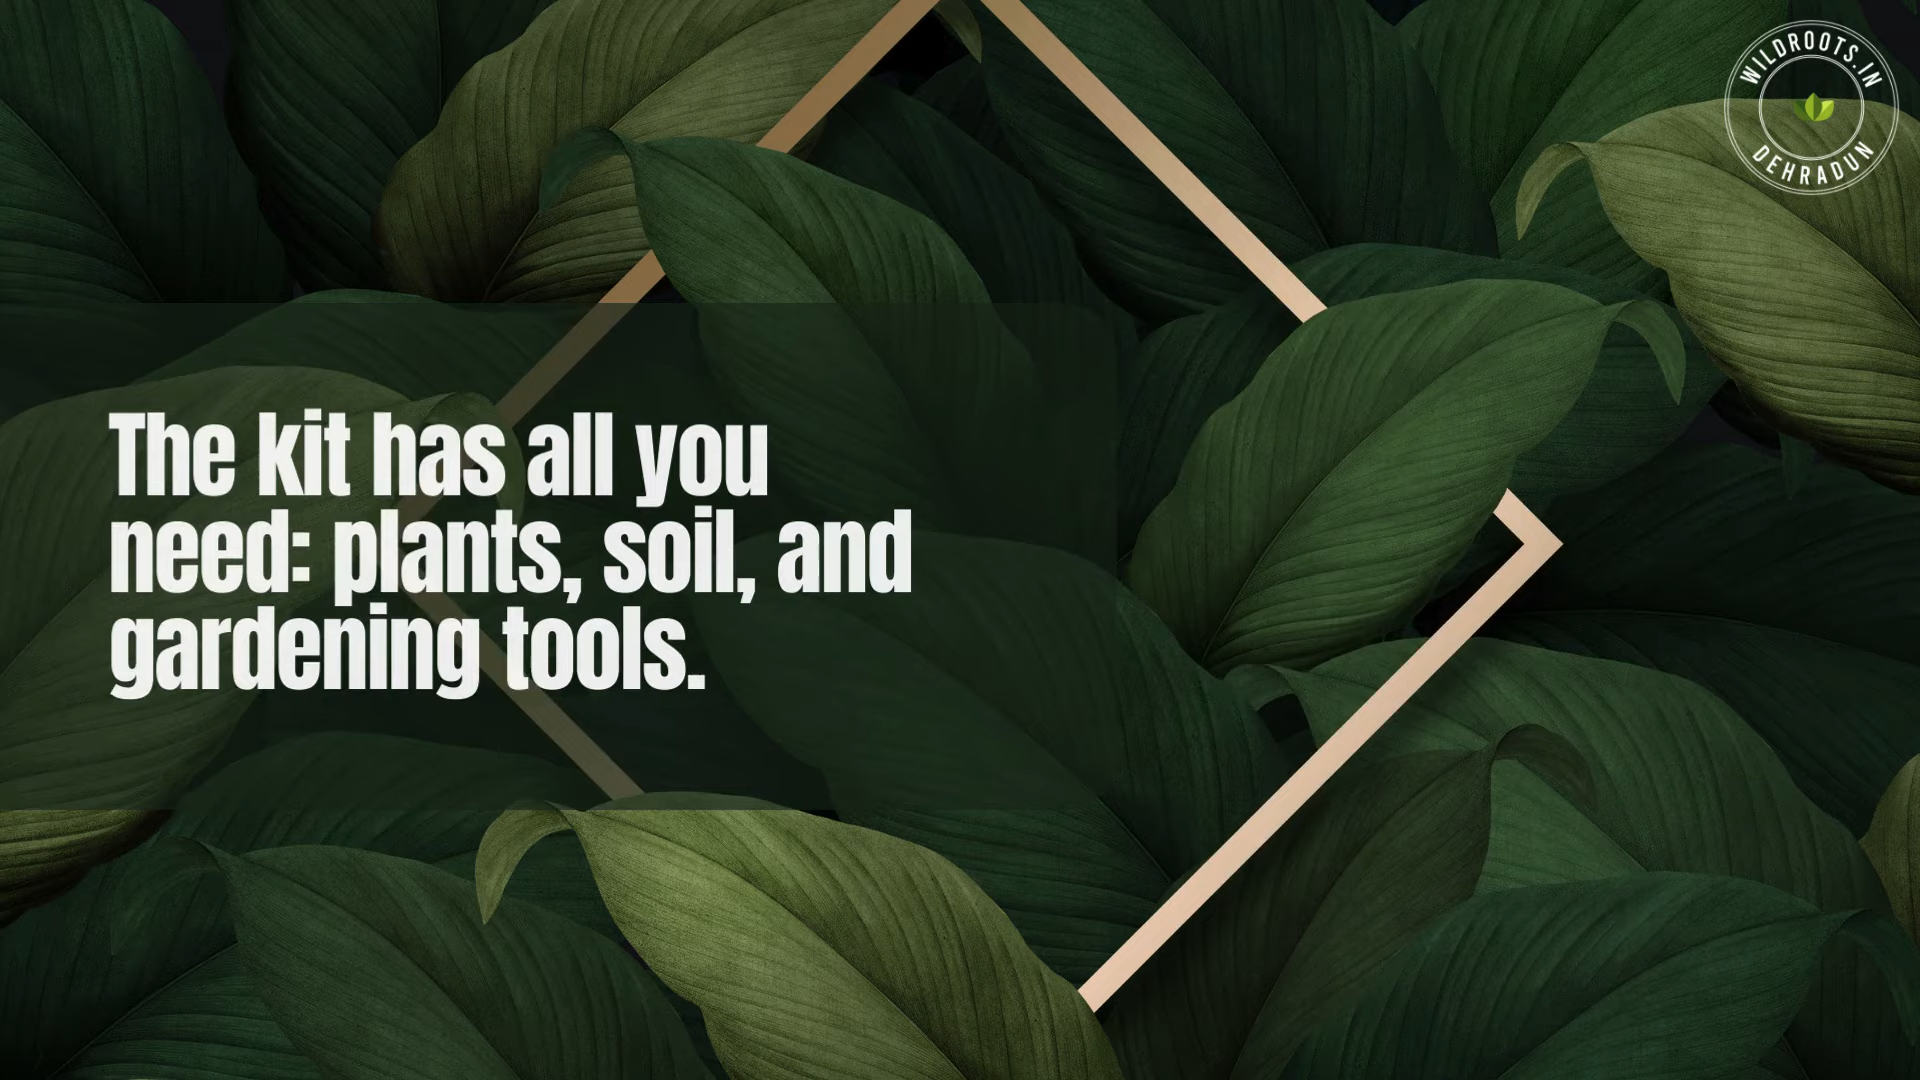 WILDROOTS.IN
DEHRADUN
The kit has all you
need: plants, soil, and
gardening tools.